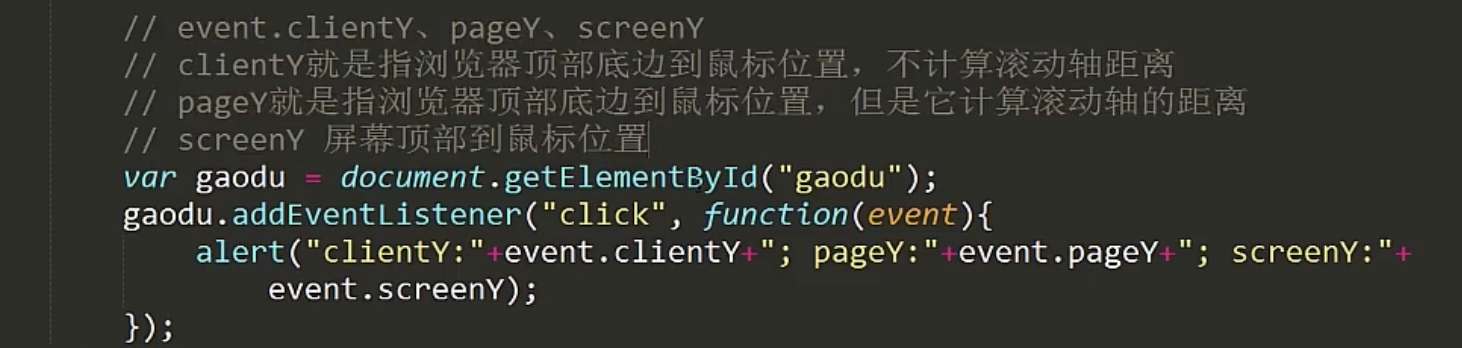 // event.clientY、pageY、screenY
// clientY就是指浏览器顶部底边到鼠标位置，不计算滚动轴距离
// pageY就是指浏览器顶部底边到鼠标位置，但是它计算滚动轴的距离
// screenY 屏幕顶部到鼠标位置
var gaodu = document.getElementById("gaodu");
gaodu.addEventListener("click", function(event){
alert("clientY:"+event.clientY+"; pageY:"+event.pageY+"; screenY:"+
event.screenY);
});